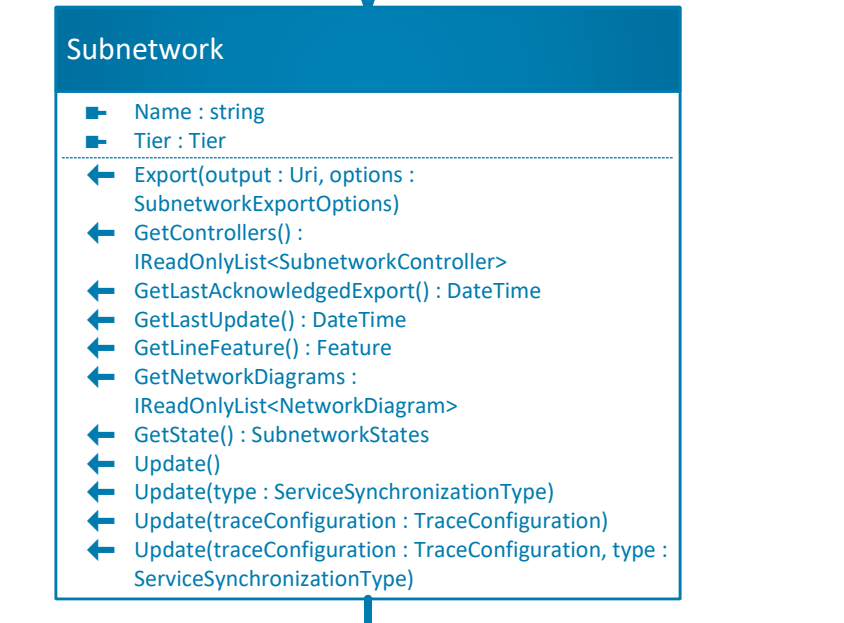 Subnetwork
Name : string
Tier : Tier
Export(output : Uri, options :
SubnetworkExportOptions)
GetControllers() :
IReadOnlyList<SubnetworkController>
GetLastAcknowledgedExport() : DateTime
GetLastUpdate() : DateTime
GetLineFeature() : Feature
GetNetworkDiagrams :
IReadOnlyList<NetworkDiagram>
GetState() : SubnetworkStates
Update()
Update(type : ServiceSynchronizationType)
Update(traceConfiguration : TraceConfiguration)
Update(traceConfiguration : TraceConfiguration, type :
ServiceSynchronizationType)